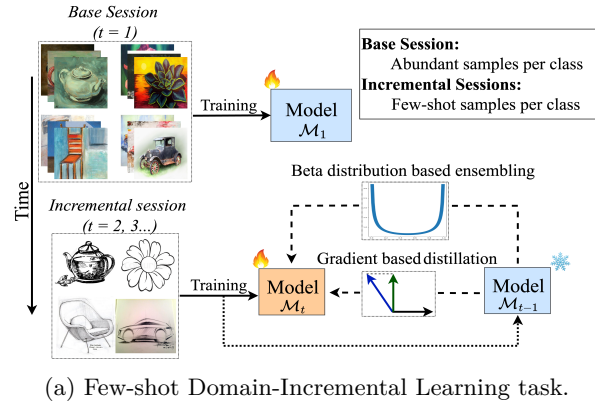 Base Session
(t = 1)
Training
Model
M₁
Base Session:
Abundant samples per class
Incremental Sessions:
Few-shot samples per class
Time
Incremental session
(t = 2, 3...)
Training
Model
Mₜ
Beta distribution based ensembling
Gradient based distillation
Model
Mₜ₋₁
(a) Few-shot Domain-Incremental Learning task.